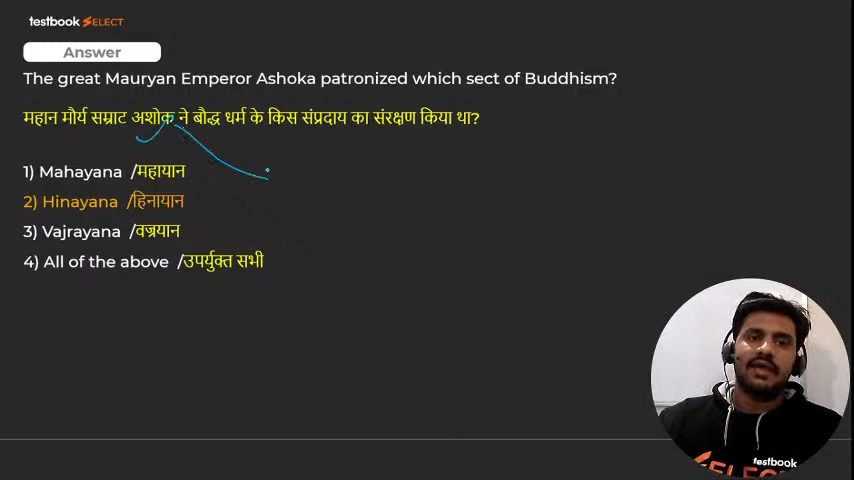 testbook SELECT
Answer
The great Mauryan Emperor Ashoka patronized which sect of Buddhism?
महान मौर्य सम्राट अशोक ने बौद्ध धर्म के किस संप्रदाय का संरक्षण किया था?
1) Mahayana /महायान
2) Hinayana /हिनायान
3) Vajrayana /वज्रयान
4) All of the above /उपर्युक्त सभी
testbook
SELECT